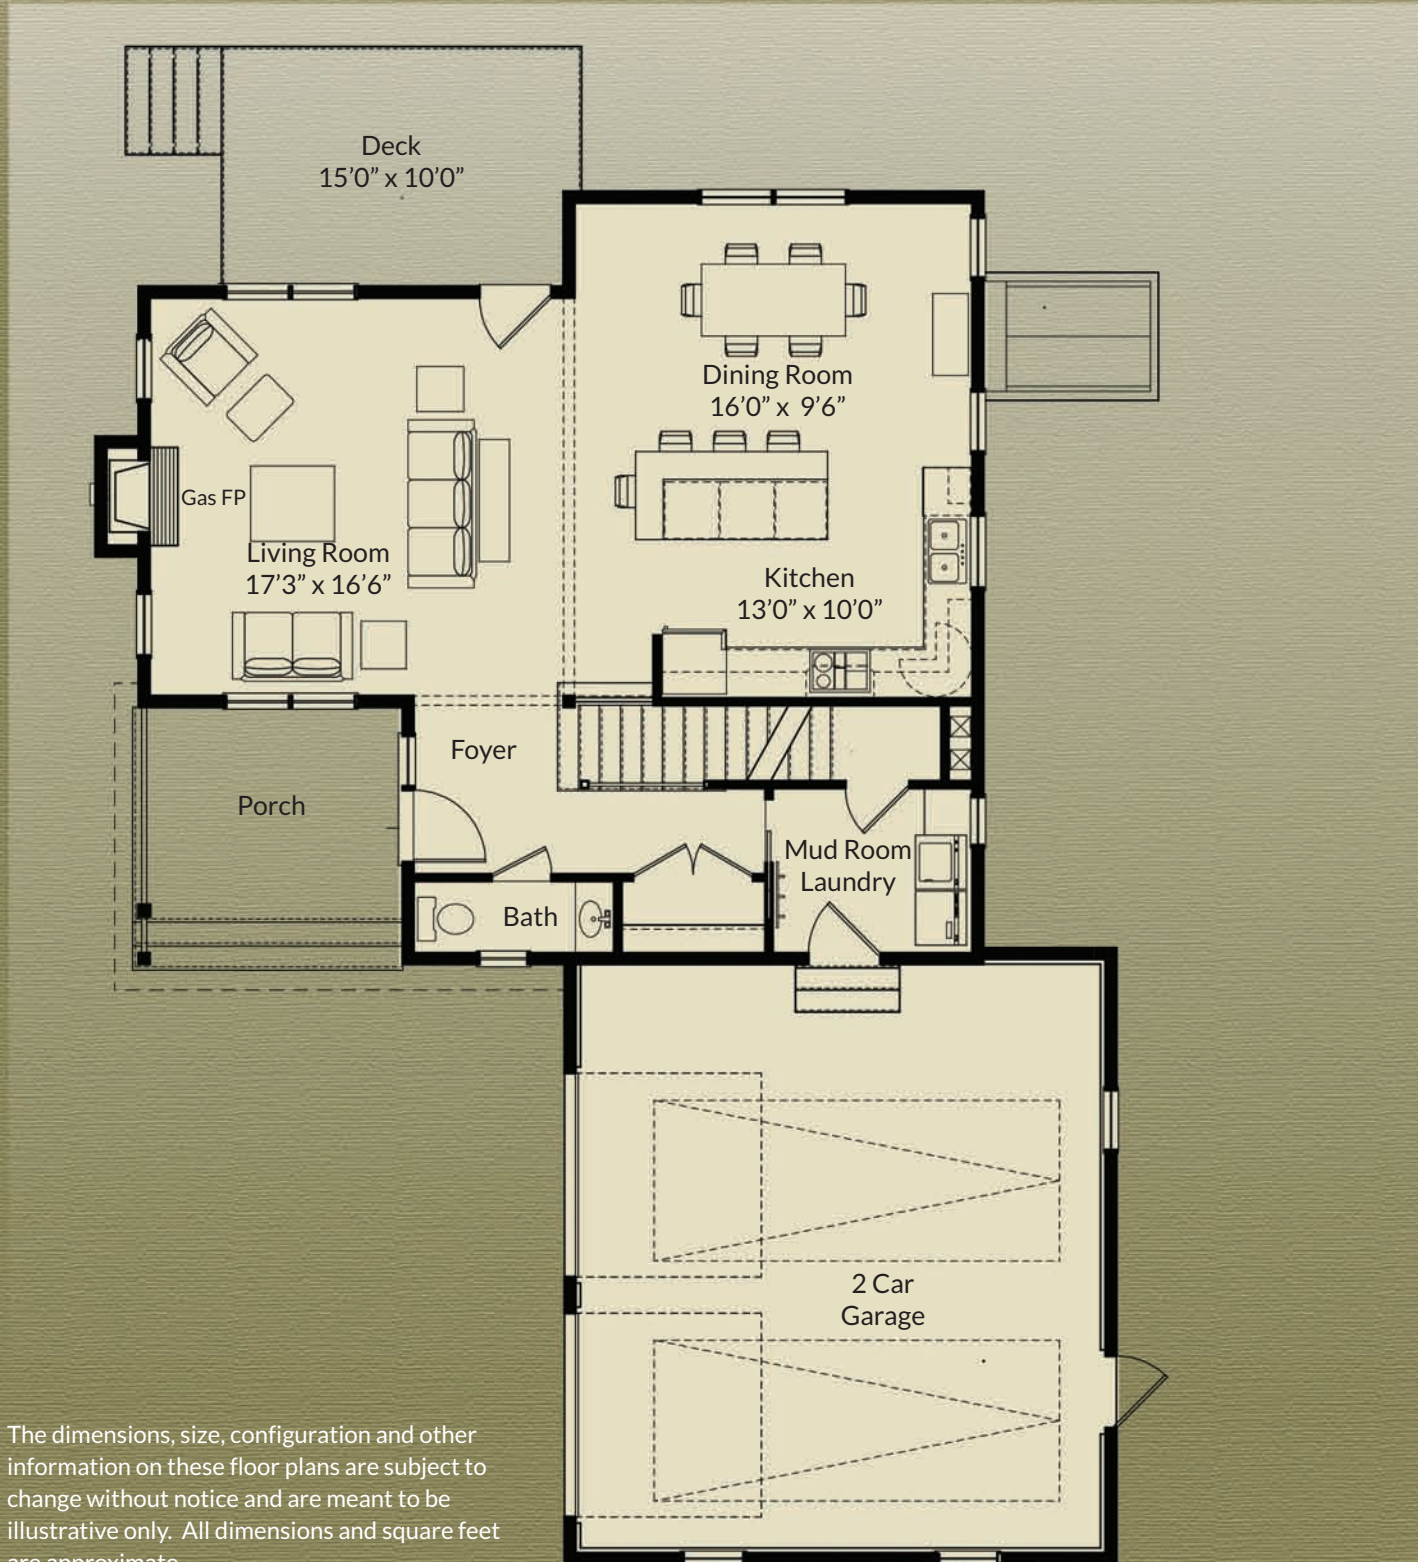 Deck
15’0” x 10’0”
Dining Room
16’0” x 9’6”
Gas FP
Living Room
17’3” x 16’6”
Kitchen
13’0” x 10’0”
Foyer
Porch
Mud Room
Laundry
Bath
2 Car
Garage
The dimensions, size, configuration and other
information on these floor plans are subject to
change without notice and are meant to be
illustrative only. All dimensions and square feet
are approximate